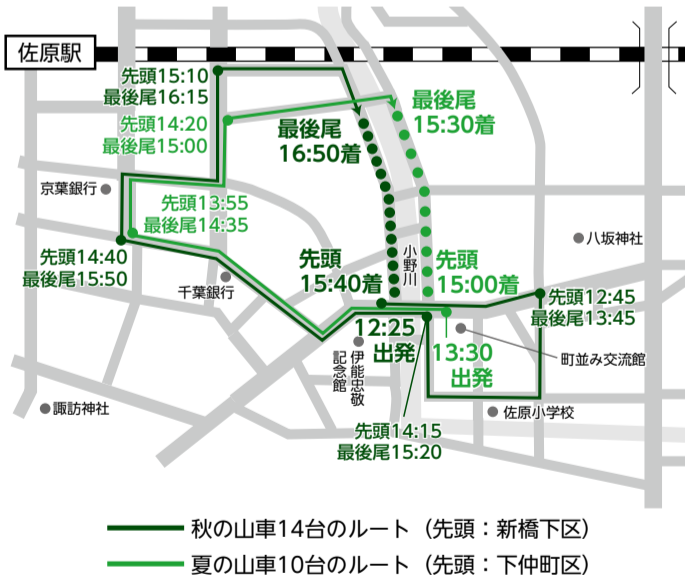 佐原駅
先頭15:10
最後尾16:15
先頭14:20
最後尾15:00
最後尾
16:50着
最後尾
15:30着
京葉銀行
先頭13:55
最後尾14:35
先頭14:40
最後尾15:50
千葉銀行
先頭
15:40着
小野川
先頭
15:00着
八坂神社
先頭12:45
最後尾13:45
12:25
出発
13:30
出発
町並み交流館
伊能忠敬
記念館
諏訪神社
佐原小学校
先頭14:15
最後尾15:20
秋の山車14台のルート（先頭：新橋下区）
夏の山車10台のルート（先頭：下仲町区）